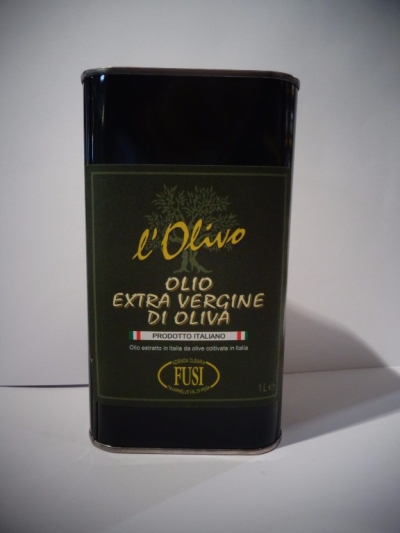 l'Olivo
OLIO
EXTRA VERGINE
DI OLIVA
PRODOTTO ITALIANO
Olio estratto in Italia da olive coltivate in Italia
FUSI
1 L e